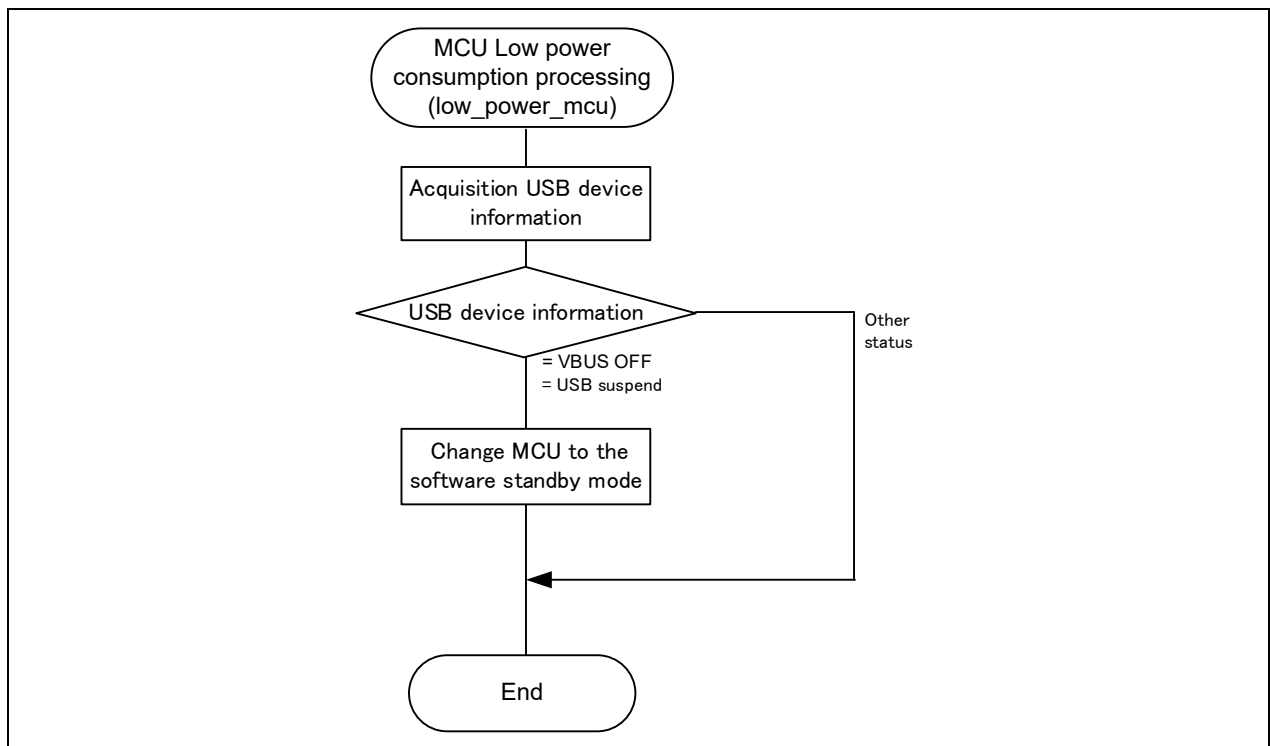 MCU Low power
consumption processing
(low_power_mcu)
Acquisition USB device
information
USB device information
Other
status
= VBUS OFF
= USB suspend
Change MCU to the
software standby mode
End